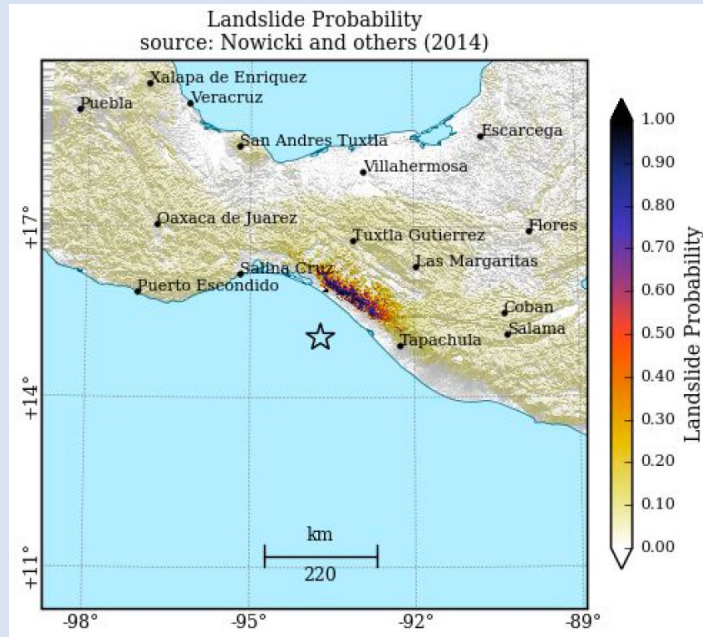 Landslide Probability
source: Nowicki and others (2014)
Xalapa de Enriquez
Puebla
Veracruz
San Andres Tuxtla
Escarcega
Villahermosa
Oaxaca de Juarez
Flores
Tuxtla Gutierrez
Las Margaritas
Salina Cruz
Puerto Escondido
Coban
Salama
Tapachula
km
220
+17°
+14°
+11°
-98°
-95°
-92°
-89°
1.00
0.90
0.80
0.70
0.60
0.50
0.40
0.30
0.20
0.10
0.00
Landslide Probability